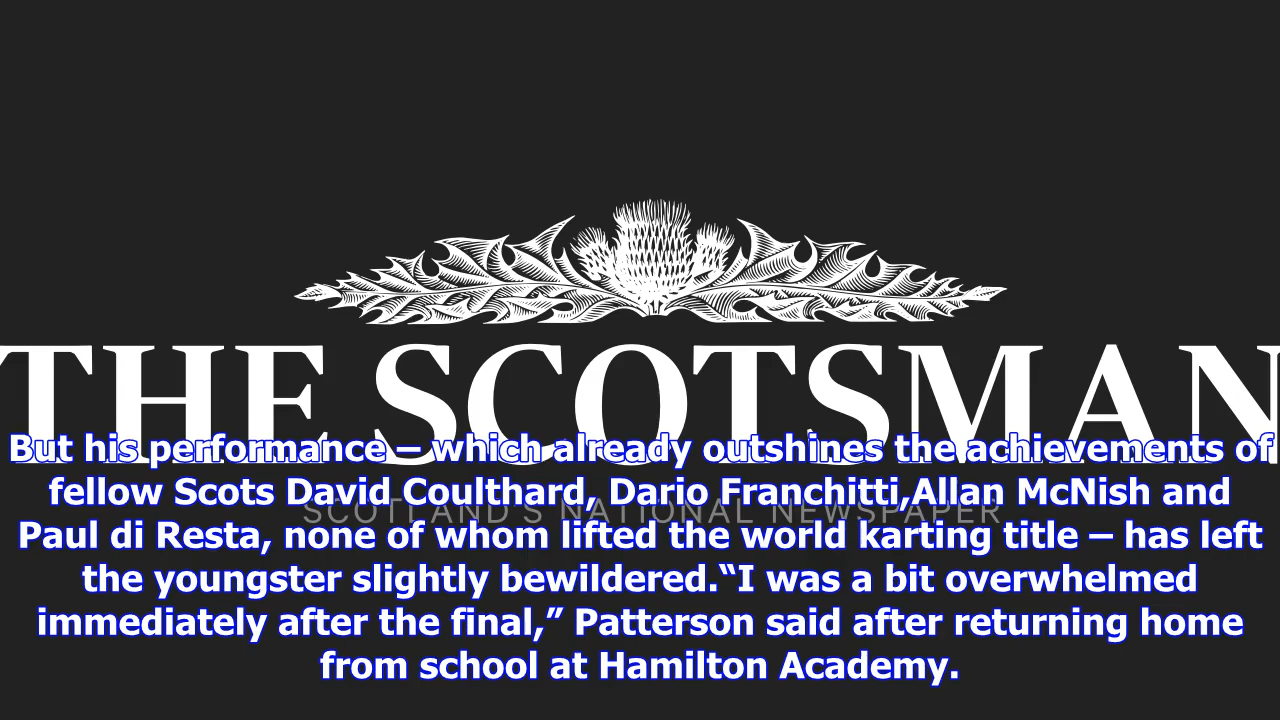 THE SCOTSMAN
SCOTLAND'S NATIONAL NEWSPAPER
But his performance – which already outshines the achievements of
fellow Scots David Coulthard, Dario Franchitti,Allan McNish and
Paul di Resta, none of whom lifted the world karting title – has left
the youngster slightly bewildered.“I was a bit overwhelmed
immediately after the final,” Patterson said after returning home
from school at Hamilton Academy.